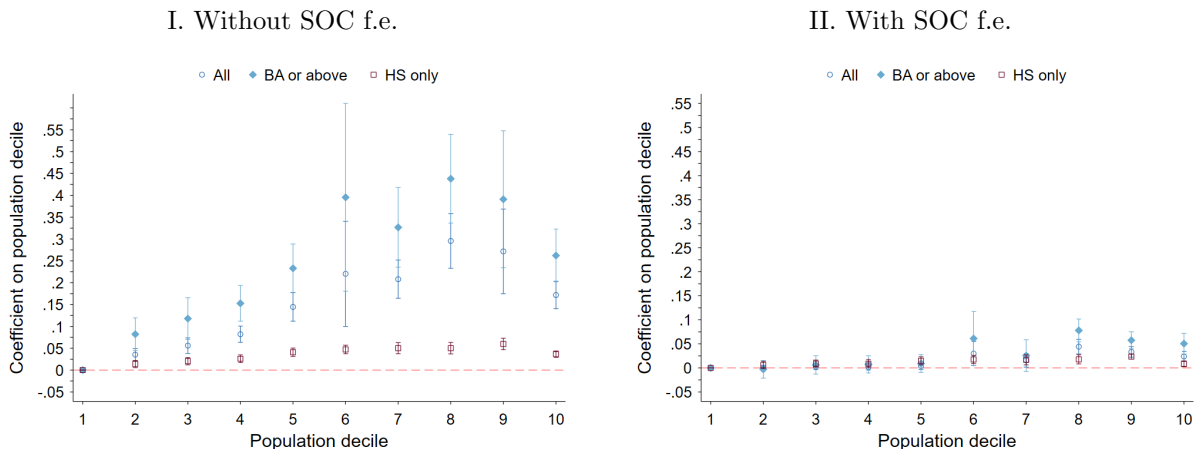 I. Without SOC f.e.
All BA or above HS only
Coefficient on population decile
.55
.5
.45
.4
.35
.3
.25
.2
.15
.1
.05
0
-.05
1 2 3 4 5 6 7 8 9 10
Population decile
II. With SOC f.e.
All BA or above HS only
Coefficient on population decile
.55
.5
.45
.4
.35
.3
.25
.2
.15
.1
.05
0
-.05
1 2 3 4 5 6 7 8 9 10
Population decile